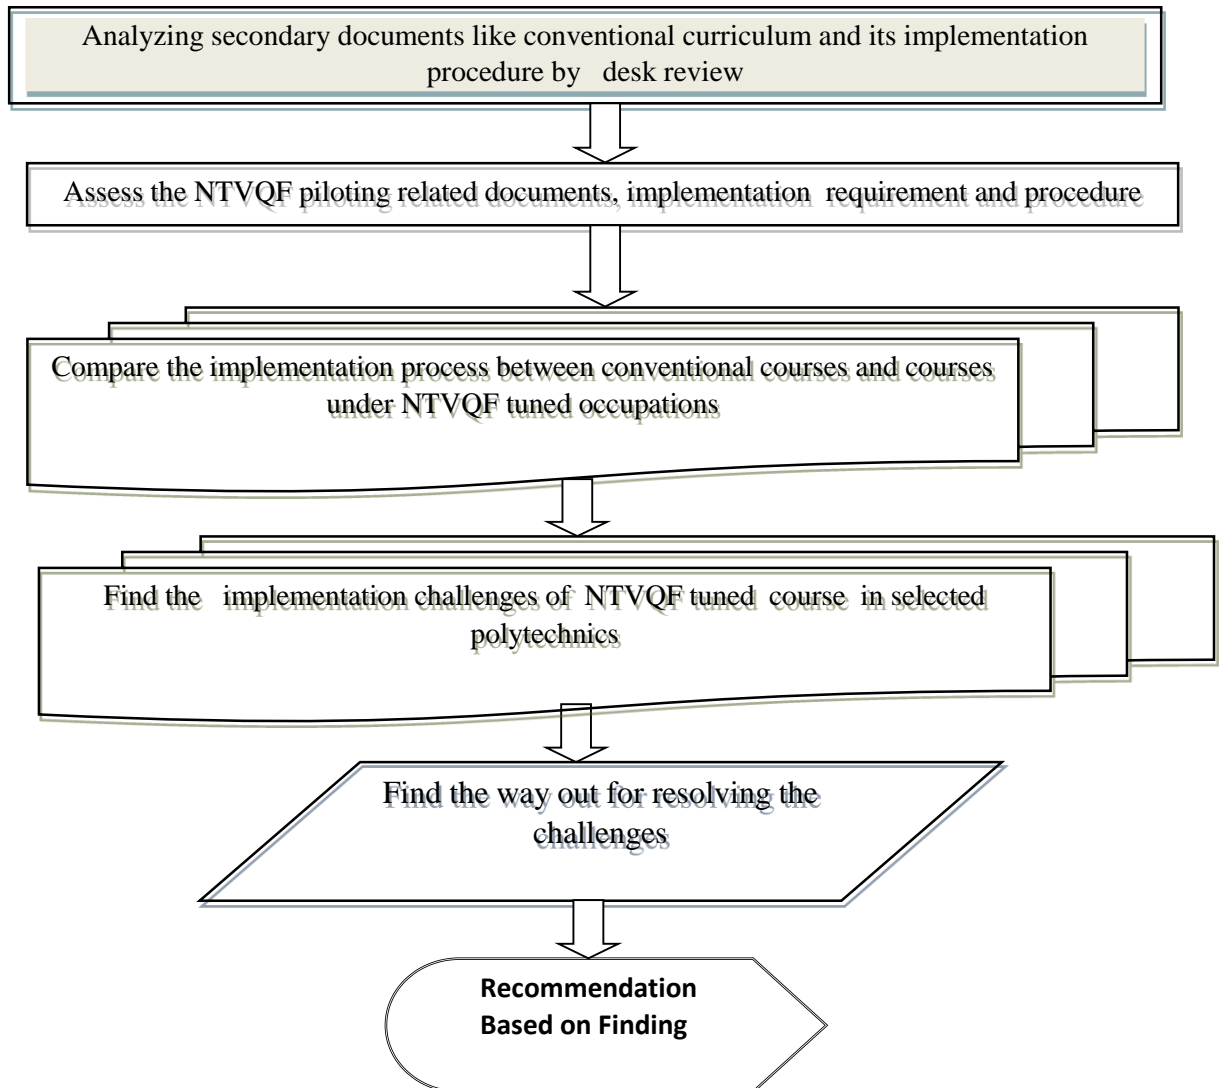 Analyzing secondary documents like conventional curriculum and its implementation
procedure by desk review
Assess the NTVQF piloting related documents, implementation requirement and procedure
Compare the implementation process between conventional courses and courses
under NTVQF tuned occupations
Find the implementation challenges of NTVQF tuned course in selected
polytechnics
Find the way out for resolving the
challenges
Recommendation
Based on Finding